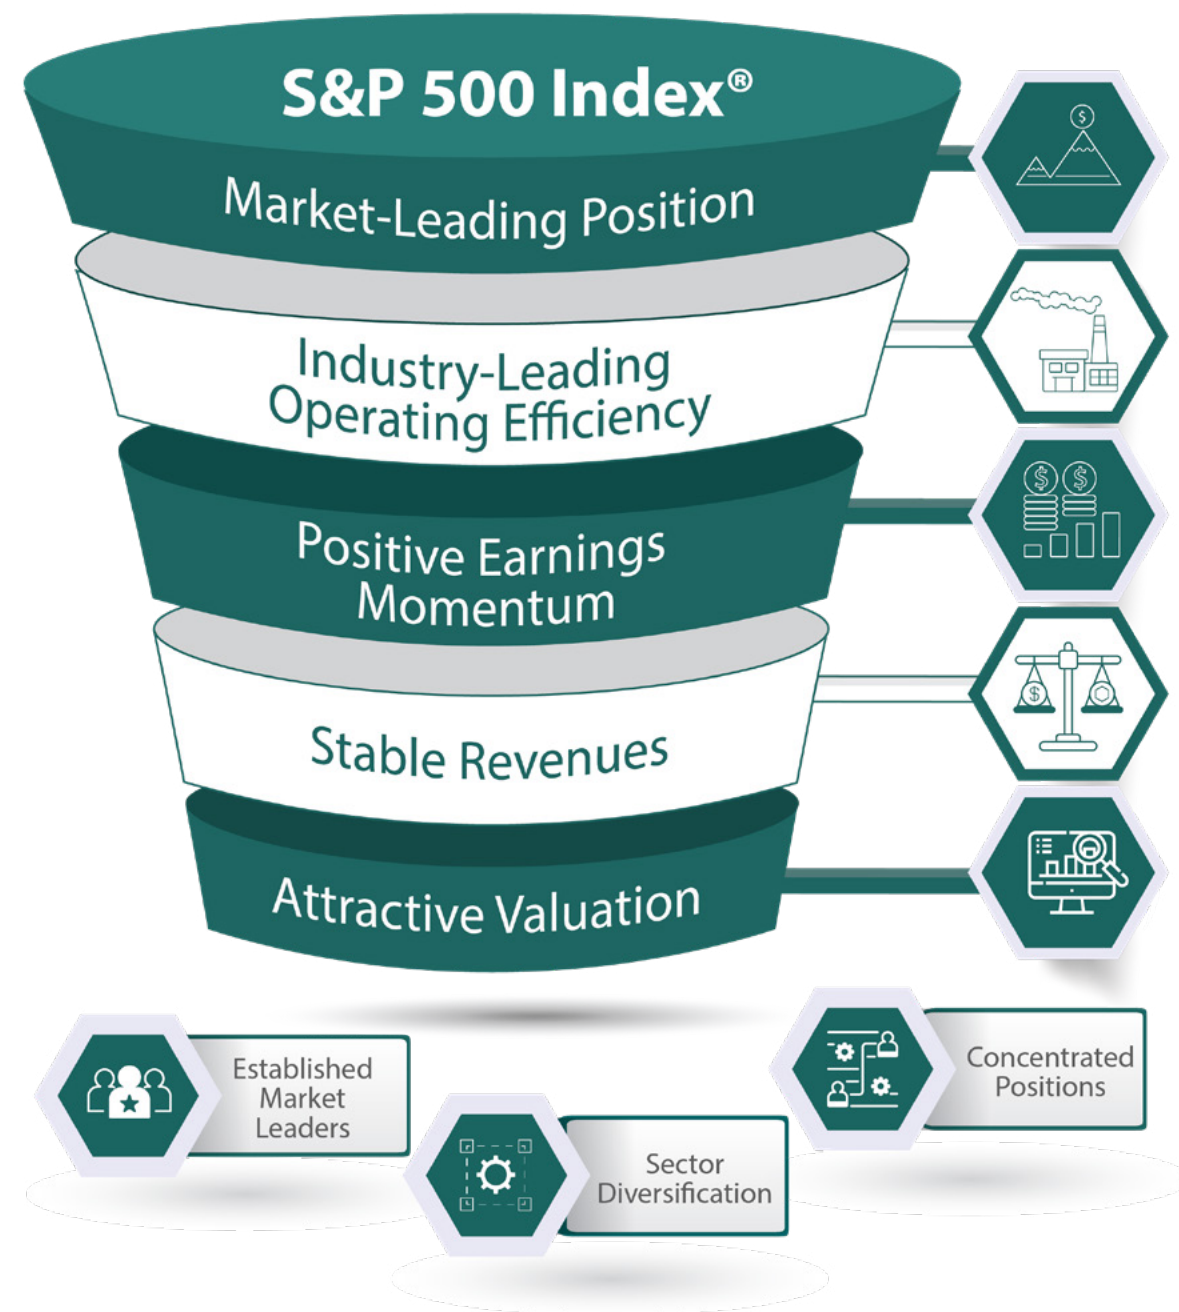 S&P 500 Index®
Market-Leading Position
Industry-Leading
Operating Efficiency
Positive Earnings
Momentum
Stable Revenues
Attractive Valuation
Established
Market
Leaders
Sector
Diversification
Concentrated
Positions